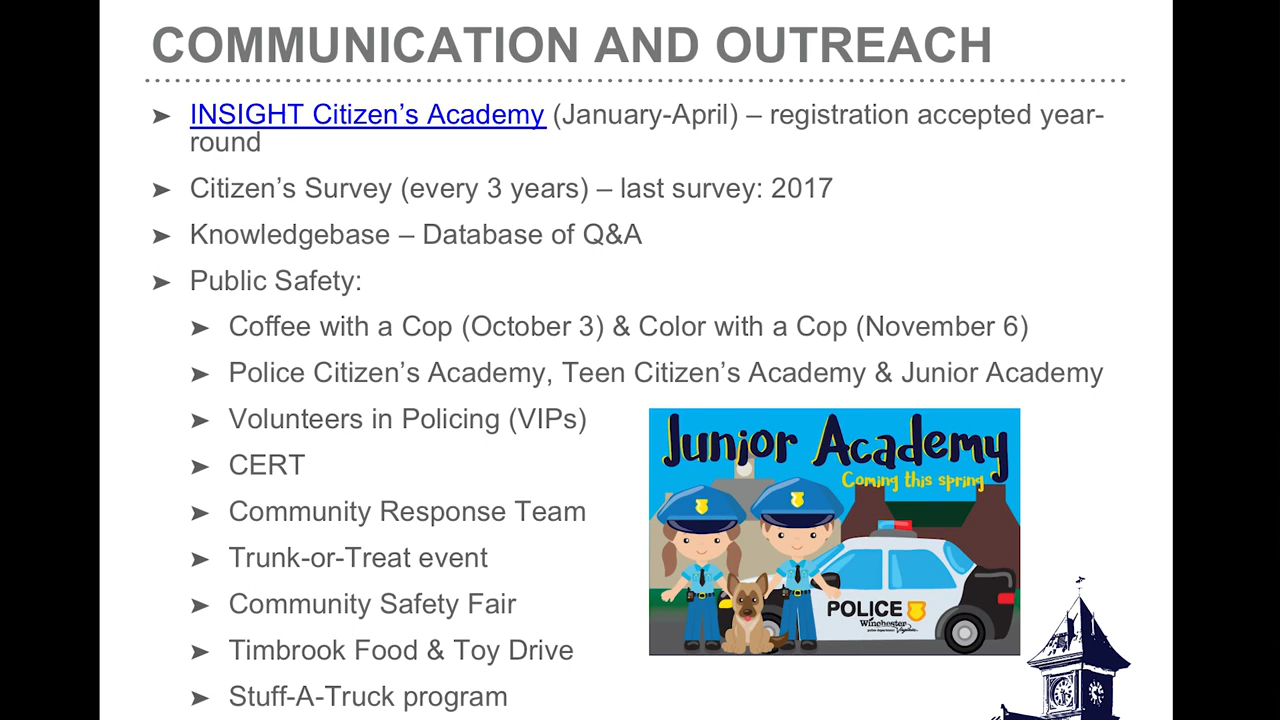 COMMUNICATION AND OUTREACH
➤ INSIGHT Citizen’s Academy (January-April) – registration accepted year-
round
➤ Citizen’s Survey (every 3 years) – last survey: 2017
➤ Knowledgebase – Database of Q&A
➤ Public Safety:
➤ Coffee with a Cop (October 3) & Color with a Cop (November 6)
➤ Police Citizen’s Academy, Teen Citizen’s Academy & Junior Academy
➤ Volunteers in Policing (VIPs)
➤ CERT
➤ Community Response Team
➤ Trunk-or-Treat event
➤ Community Safety Fair
➤ Timbrook Food & Toy Drive
➤ Stuff-A-Truck program
Junior Academy
Coming this spring
POLICE
Winchester
police department Virginia